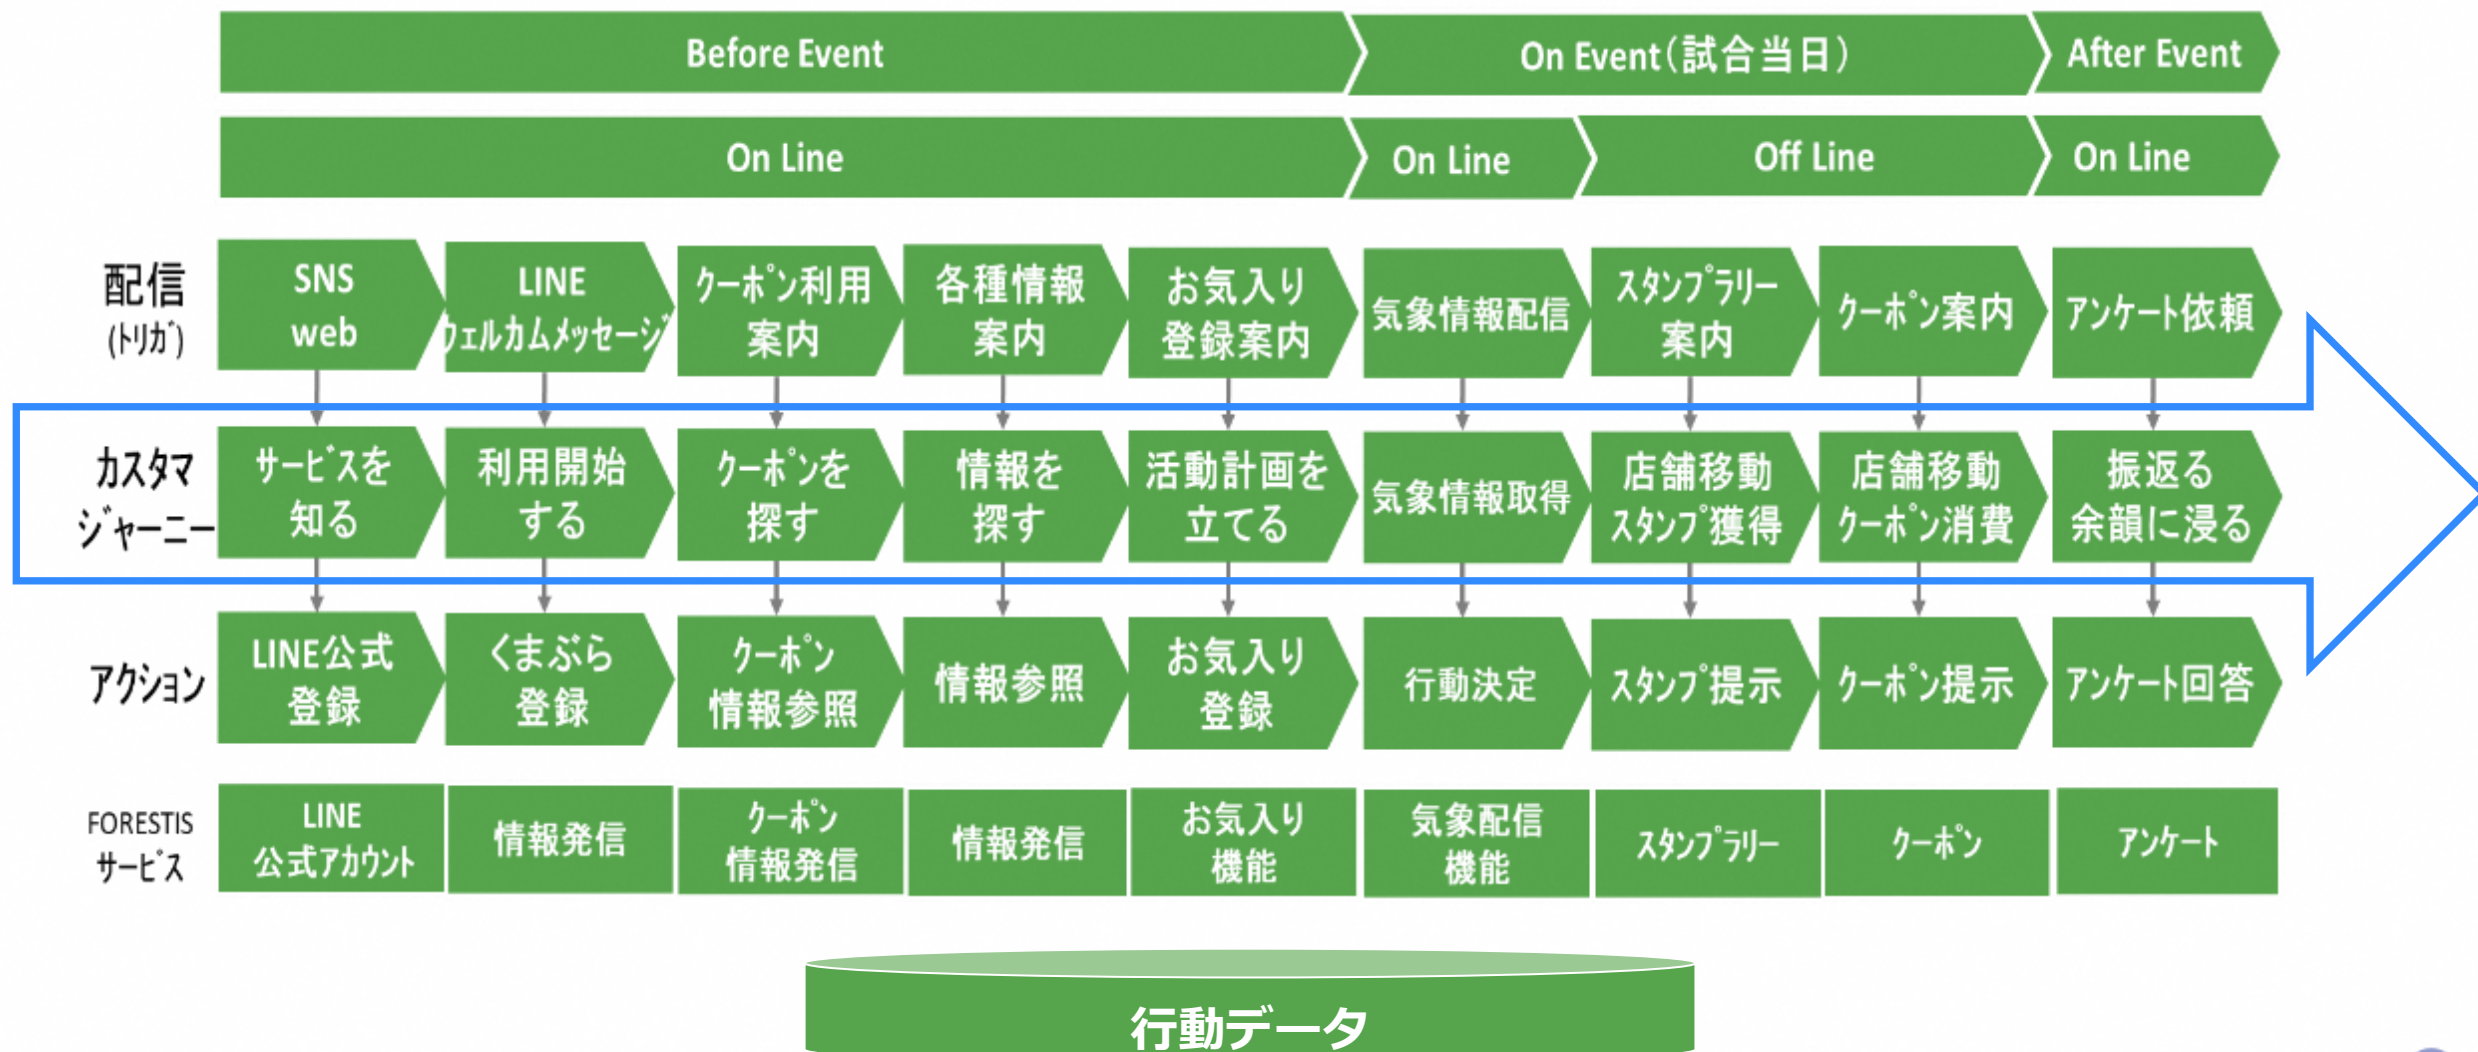 Before Event
On Event(試合当日)
After Event
On Line
On Line
Off Line
On Line
配信
(ﾄﾘｶﾞ)
SNS
web
LINE
ウェルカムメッセージ
ｸｰﾎﾟﾝ利用
案内
各種情報
案内
お気入り
登録案内
気象情報配信
ｽﾀﾝﾌﾟﾗﾘｰ
案内
ｸｰﾎﾟﾝ案内
ｱﾝｹｰﾄ依頼
カスタマ
ジャーニー
ｻｰﾋﾞｽを
知る
利用開始
する
ｸｰﾎﾟﾝを
探す
情報を
探す
活動計画を
立てる
気象情報取得
店舗移動
ｽﾀﾝﾌﾟ獲得
店舗移動
ｸｰﾎﾟﾝ消費
振返る
余韻に浸る
アクション
LINE公式
登録
くまぶら
登録
ｸｰﾎﾟﾝ
情報参照
情報参照
お気入り
登録
行動決定
ｽﾀﾝﾌﾟ提示
ｸｰﾎﾟﾝ提示
ｱﾝｹｰﾄ回答
FORESTIS
ｻｰﾋﾞｽ
LINE
公式ｱｶｳﾝﾄ
情報発信
ｸｰﾎﾟﾝ
情報発信
情報発信
お気入り
機能
気象配信
機能
ｽﾀﾝﾌﾟﾗﾘｰ
ｸｰﾎﾟﾝ
ｱﾝｹｰﾄ
行動データ